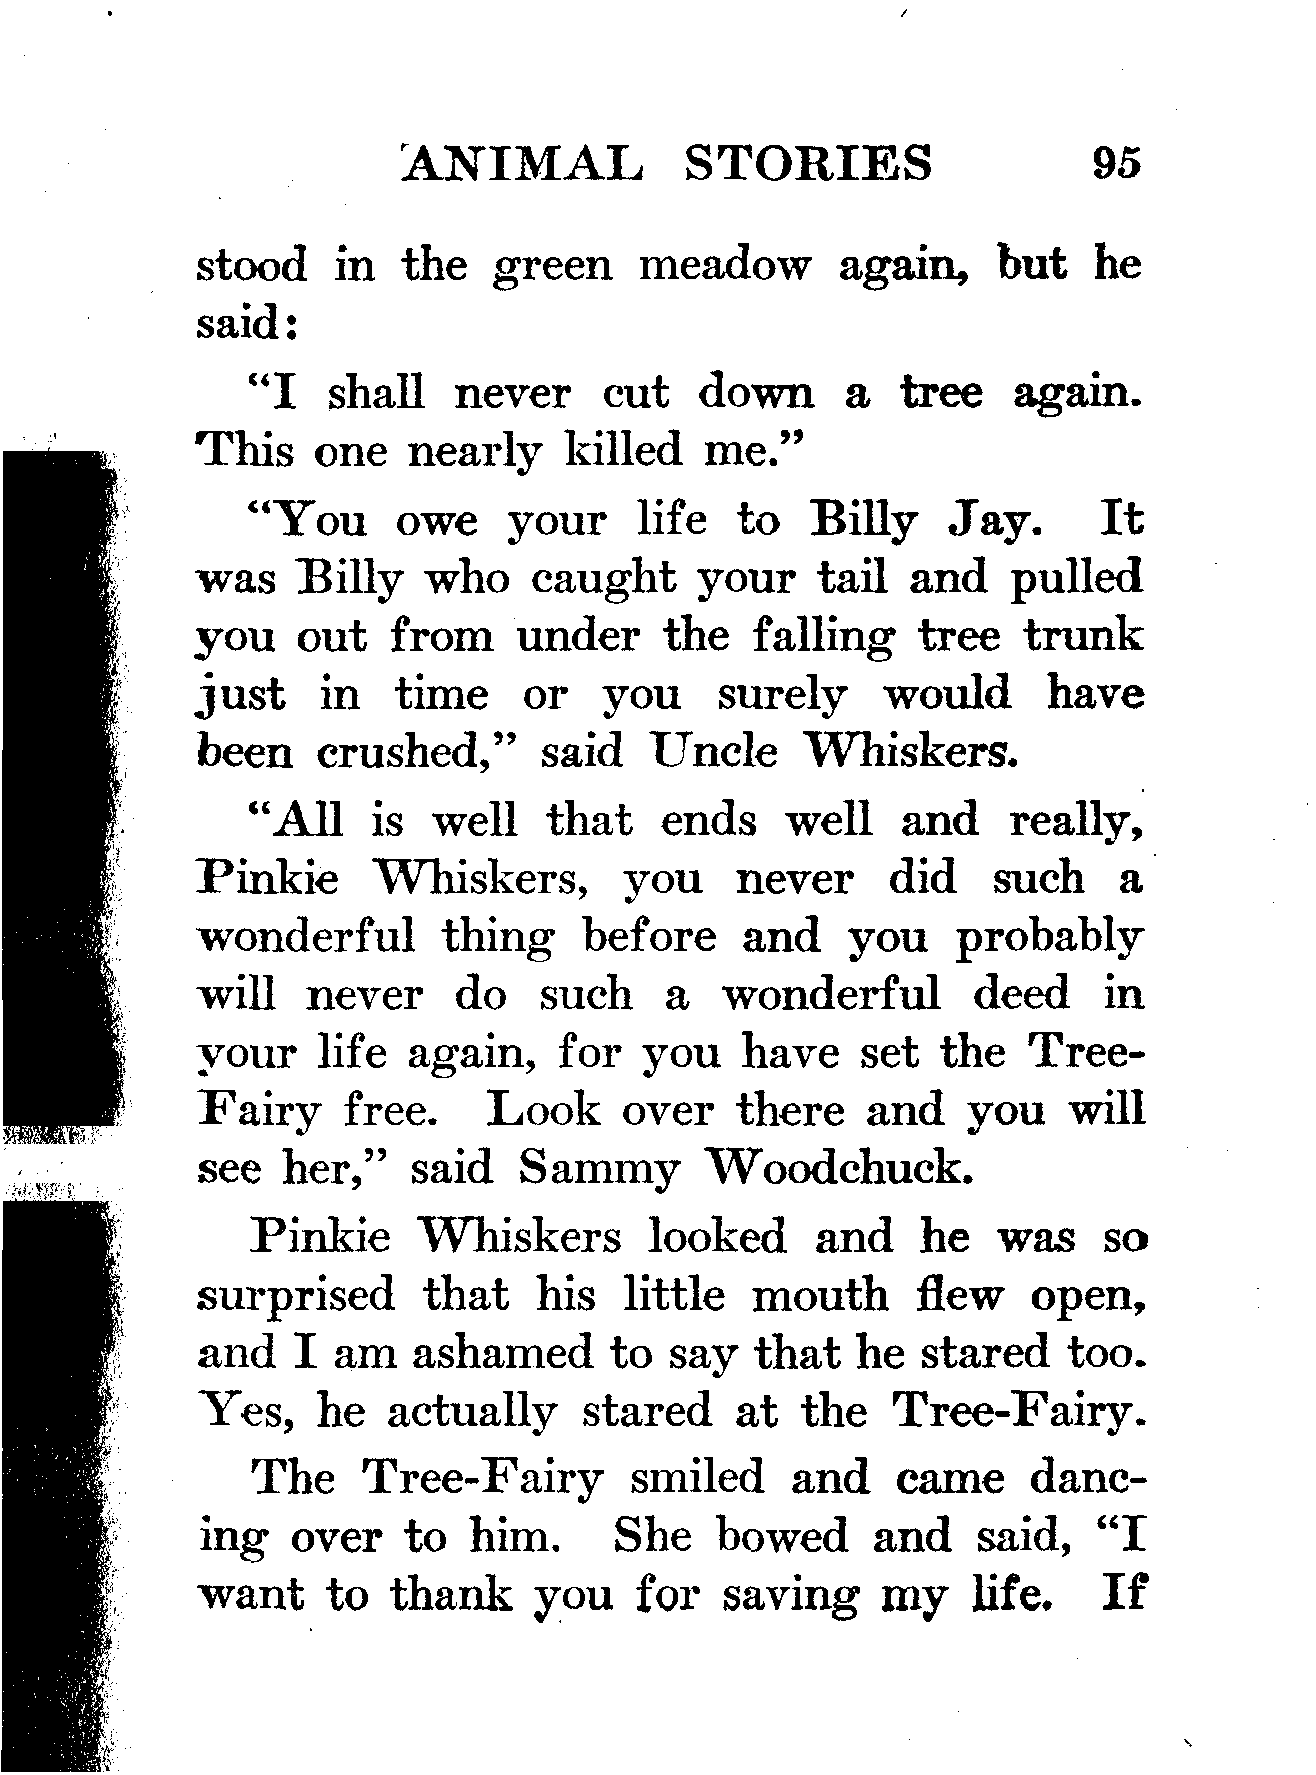 ANIMAL STORIES 95
stood in the green meadow again, but he
said:
"I shall never cut down a tree again.
This one nearly killed me."
"You owe your life to Billy Jay. It
was Billy who caught your tail and pulled
you out from under the falling tree trunk
just in time or you surely would have
been crushed," said Uncle Whiskers.
"All is well that ends well and really,
Pinkie Whiskers, you never did such a
wonderful thing before and you probably
will never do such a wonderful deed in
your life again, for you have set the Tree-
Fairy free. Look over there and you will
see her," said Sammy Woodchuck.
Pinkie Whiskers looked and he was so
surprised that his little mouth flew open,
and I am ashamed to say that he stared too.
Yes, he actually stared at the Tree-Fairy.
The Tree-Fairy smiled and came danc-
ing over to him. She bowed and said, "I
want to thank you for saving my life. If